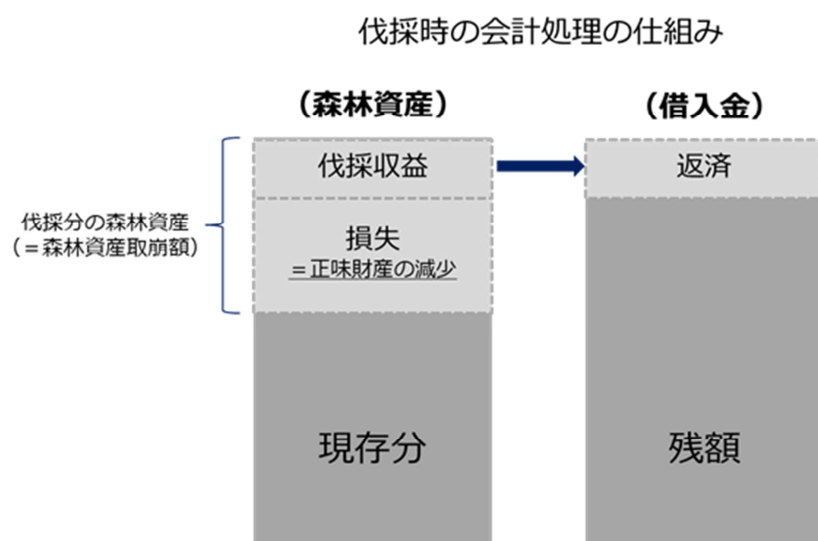 伐採時の会計処理の仕組み
（森林資産）
（借入金）
伐採収益
返済
伐採分の森林資産
（＝森林資産取崩額）
損失
＝正味財産の減少
現存分
残額